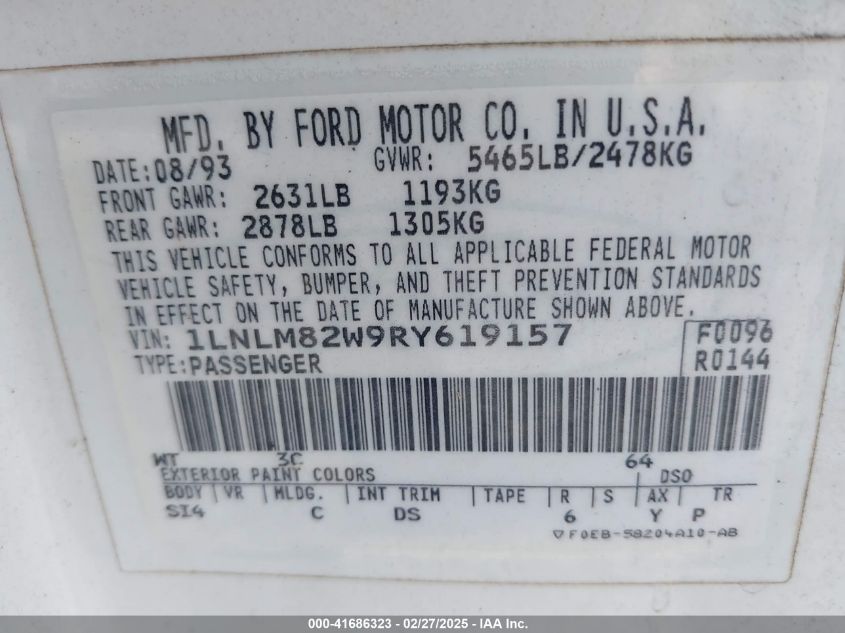 MFD. BY FORD MOTOR CO. IN U.S.A.
DATE: 08/93 GVWR: 5465LB/2478KG
FRONT GAWR: 2631LB 1193KG
REAR GAWR: 2878LB 1305KG
THIS VEHICLE CONFORMS TO ALL APPLICABLE FEDERAL MOTOR
VEHICLE SAFETY, BUMPER, AND THEFT PREVENTION STANDARDS
IN EFFECT ON THE DATE OF MANUFACTURE SHOWN ABOVE.
VIN: 1LNLM82W9RY619157 F0096
TYPE: PASSENGER R0144
WT 3C 64
EXTERIOR PAINT COLORS DSO
BODY VR MLDG. INT TRIM TAPE R S AX TR
SI4 C DS 6 Y P
▽F0EB-58204A10-AB
000-41686323 - 02/27/2025 - IAA Inc.